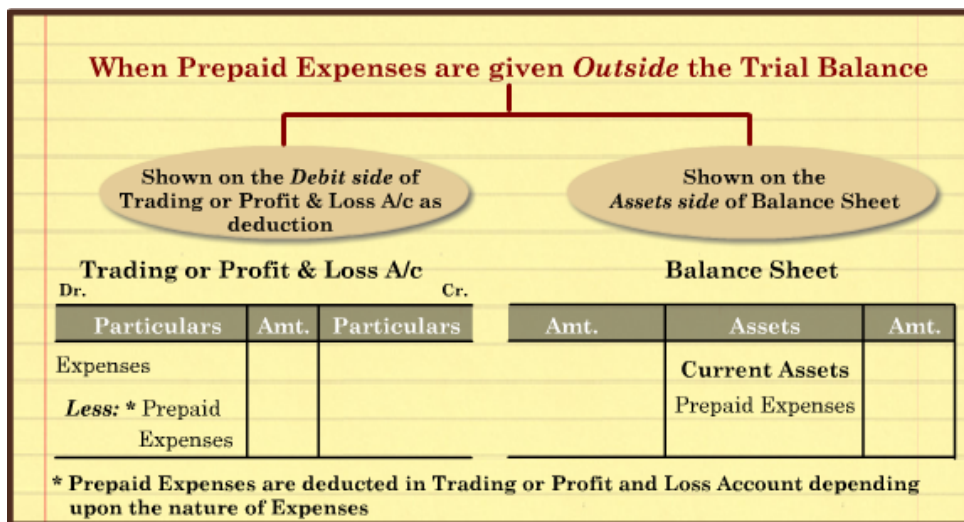 When Prepaid Expenses are given Outside the Trial Balance
Shown on the Debit side of
Trading or Profit & Loss A/c as
deduction
Shown on the
Assets side of Balance Sheet
Trading or Profit & Loss A/c
Dr. Cr.
Particulars Amt. Particulars
Expenses
Less: * Prepaid
Expenses
Balance Sheet
Amt. Assets Amt.
Current Assets
Prepaid Expenses
* Prepaid Expenses are deducted in Trading or Profit and Loss Account depending
upon the nature of Expenses